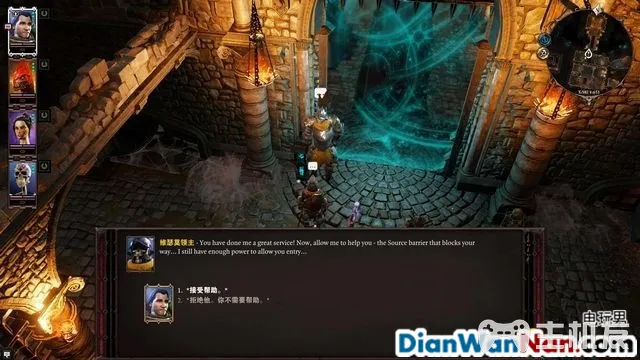 维瑟莫领主 - You have done me a great service! Now, allow me to help you - the Source barrier that blocks your
way... I still have enough power to allow you entry...
1. *接受帮助。*
2. *拒绝他。你不需要帮助。*
电玩男
DianWanNan.com